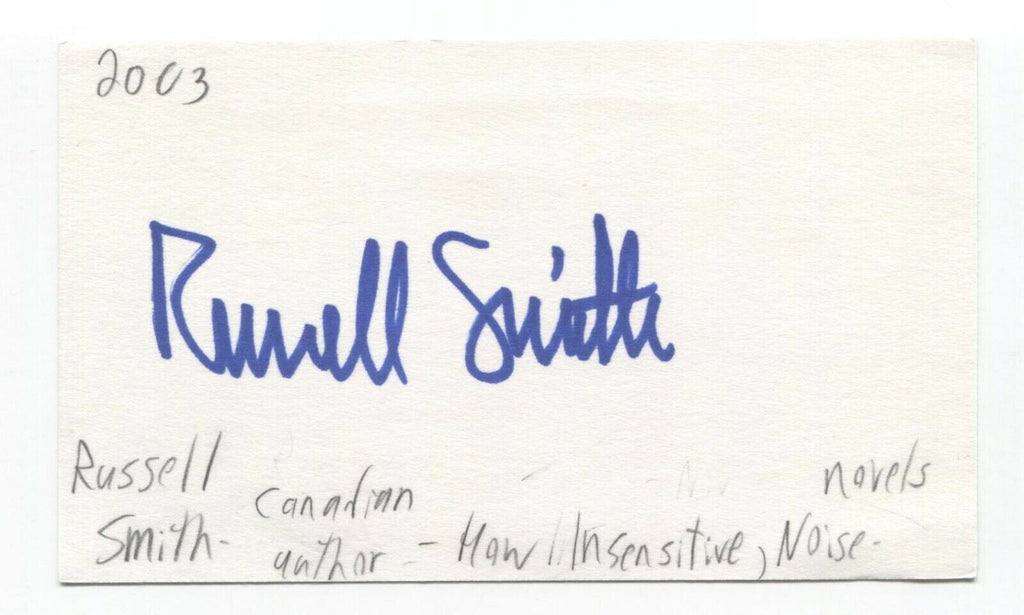 2003
Russell Smith
Russell canadian novels
Smith - author - How Insensitive, Noise.